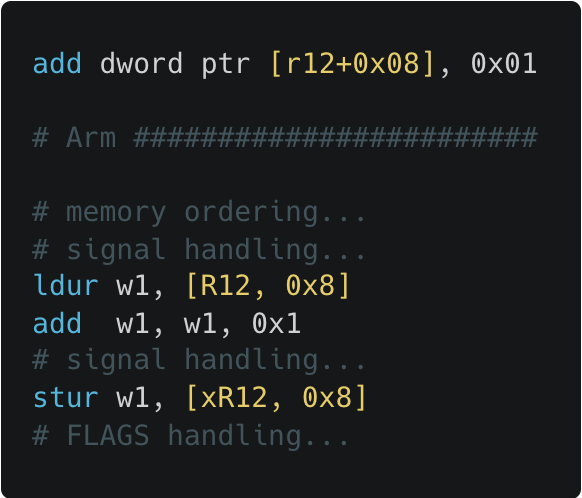 add dword ptr [r12+0x08], 0x01
# Arm ########################
# memory ordering...
# signal handling...
ldur w1, [R12, 0x8]
add  w1, w1, 0x1
# signal handling...
stur w1, [xR12, 0x8]
# FLAGS handling...